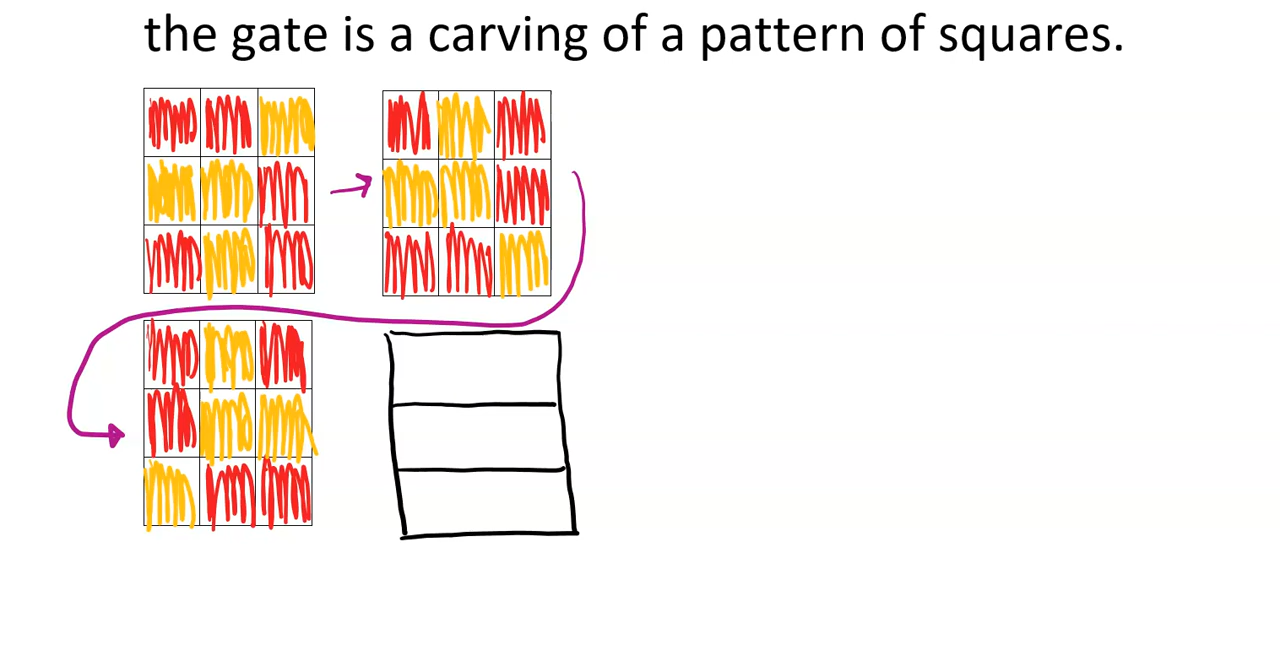 the gate is a carving of a pattern of squares.